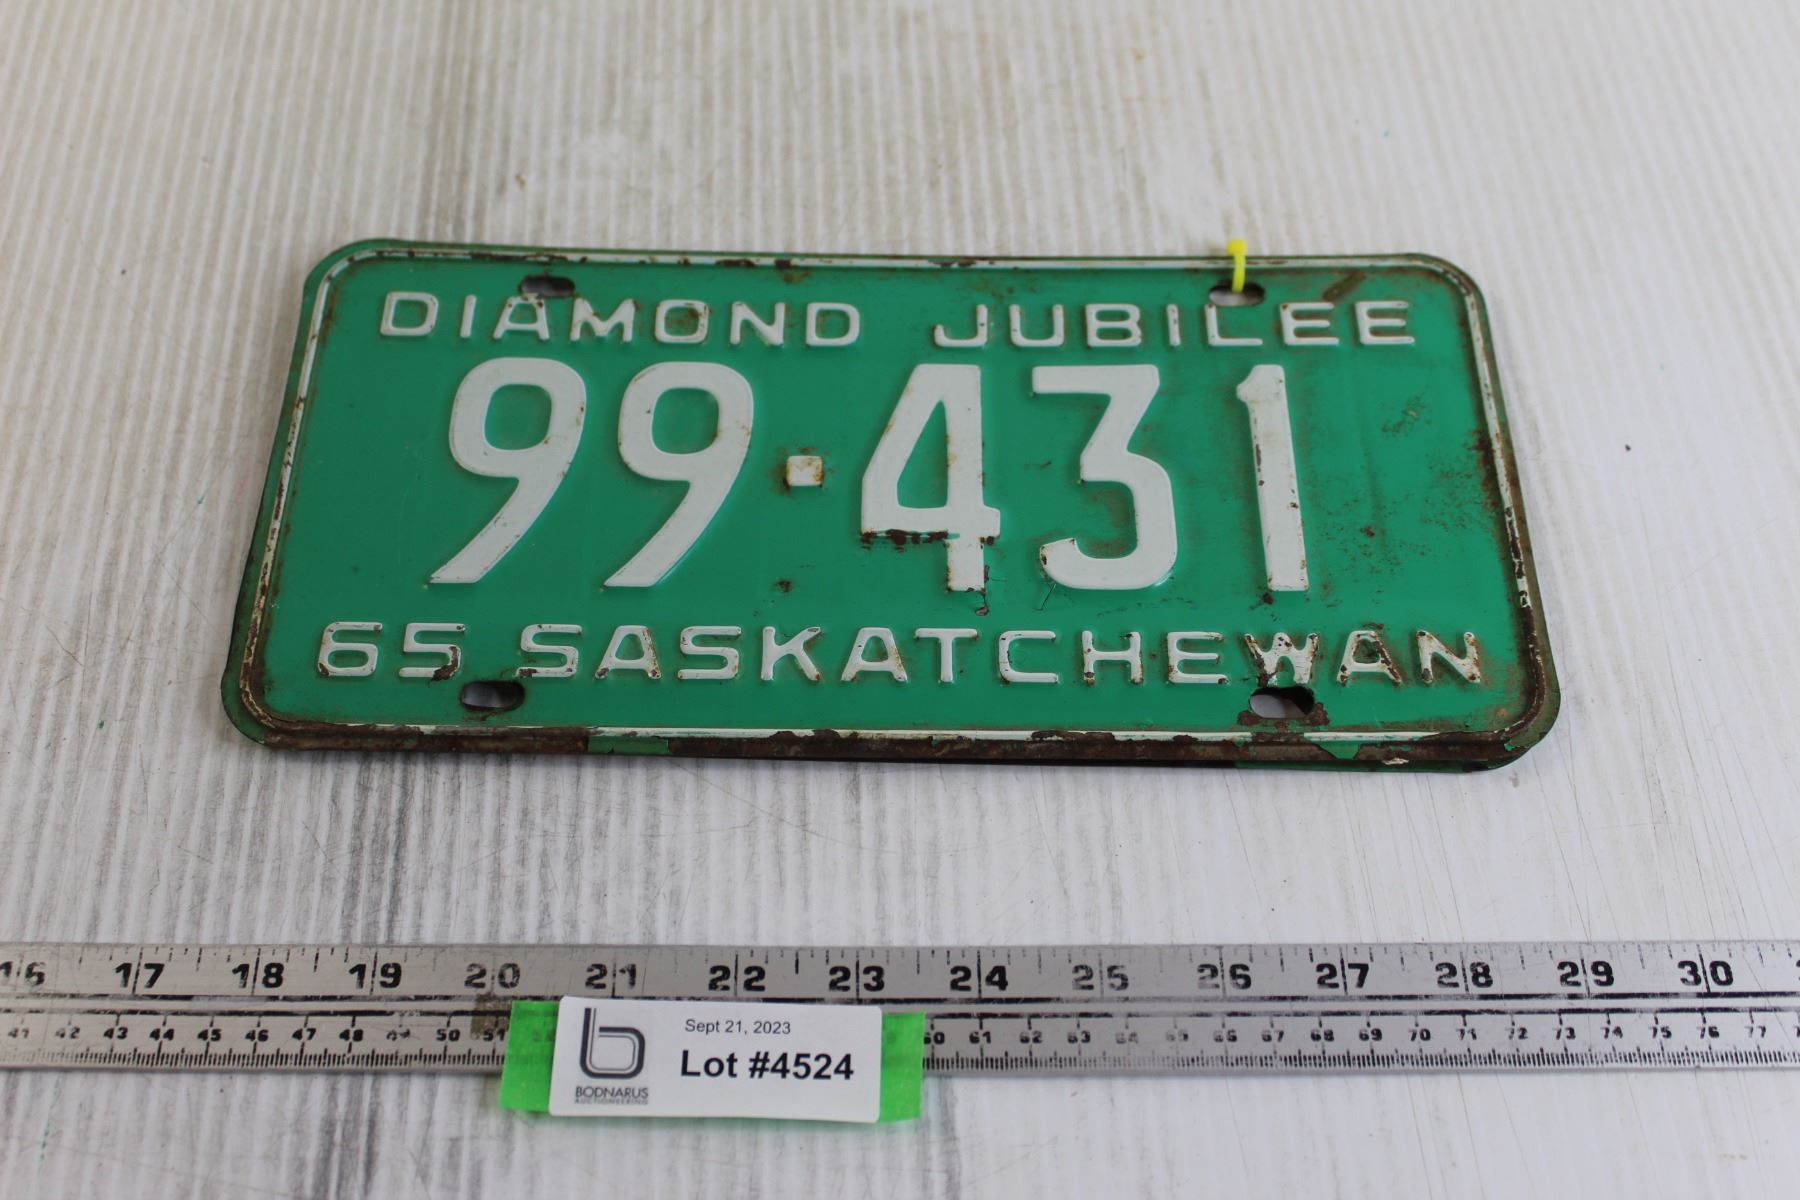 DIAMOND JUBILEE
99·431
65 SASKATCHEWAN
16 17 18 19 20 21 22 23 24 25 26 27 28 29 30
41 42 43 44 45 46 47 48 49 50 51 60 61 62 63 64 65 66 67 68 69 70 71 72 73 74 75 76 77
Sept 21, 2023
Lot #4524
BODNARUS
AUCTIONEERING